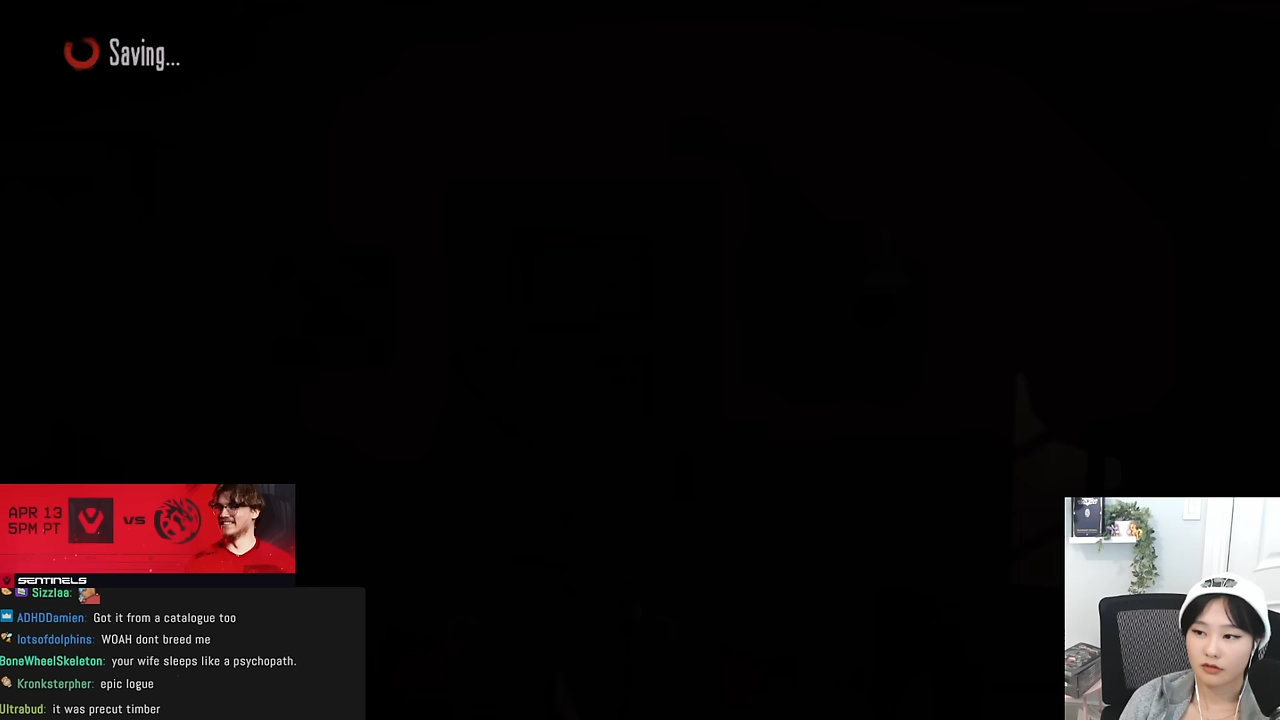 Saving...
APR 13
5PM PT
VS
SENTINELS
Sizzlaa:
ADHDDamien: Got it from a catalogue too
lotsofdolphins: WOAH dont breed me
BoneWheelSkeleton: your wife sleeps like a psychopath.
Kronksterpher: epic logue
Ultrabud: it was precut timber